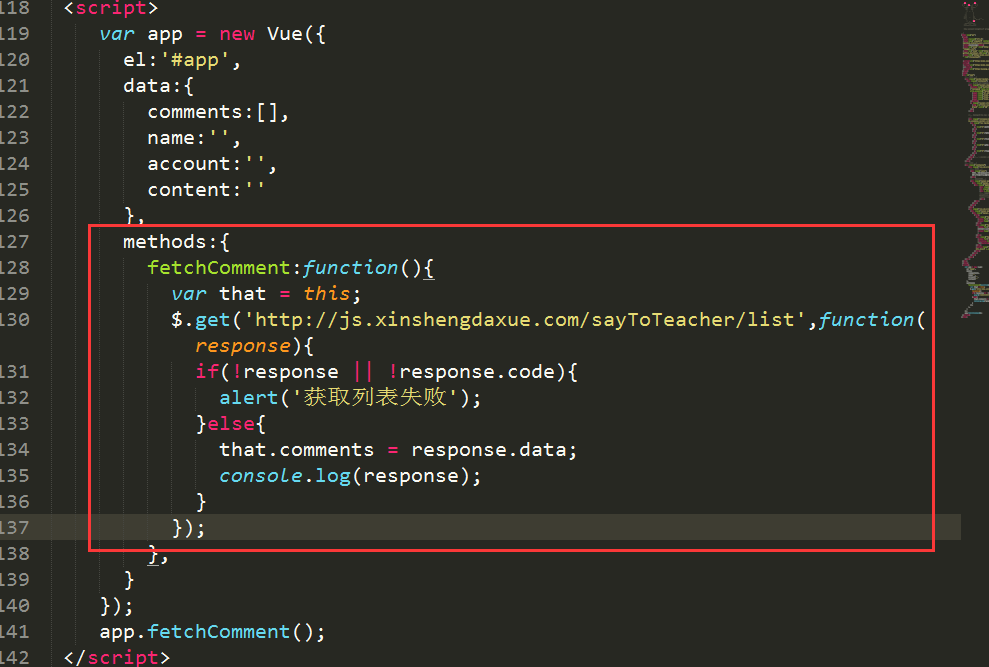 118 <script>
119 var app = new Vue({
120 el:'#app',
121 data:{
122 comments:[],
123 name:'',
124 account:'',
125 content:''
126 },
127 methods:{
128 fetchComment:function(){
129 var that = this;
130 $.get('http://js.xinshengdaxue.com/sayToTeacher/list',function(
response){
131 if(!response || !response.code){
132 alert('获取列表失败');
133 }else{
134 that.comments = response.data;
135 console.log(response);
136 }
137 });
138 },
139 }
140 });
141 app.fetchComment();
142 </script>